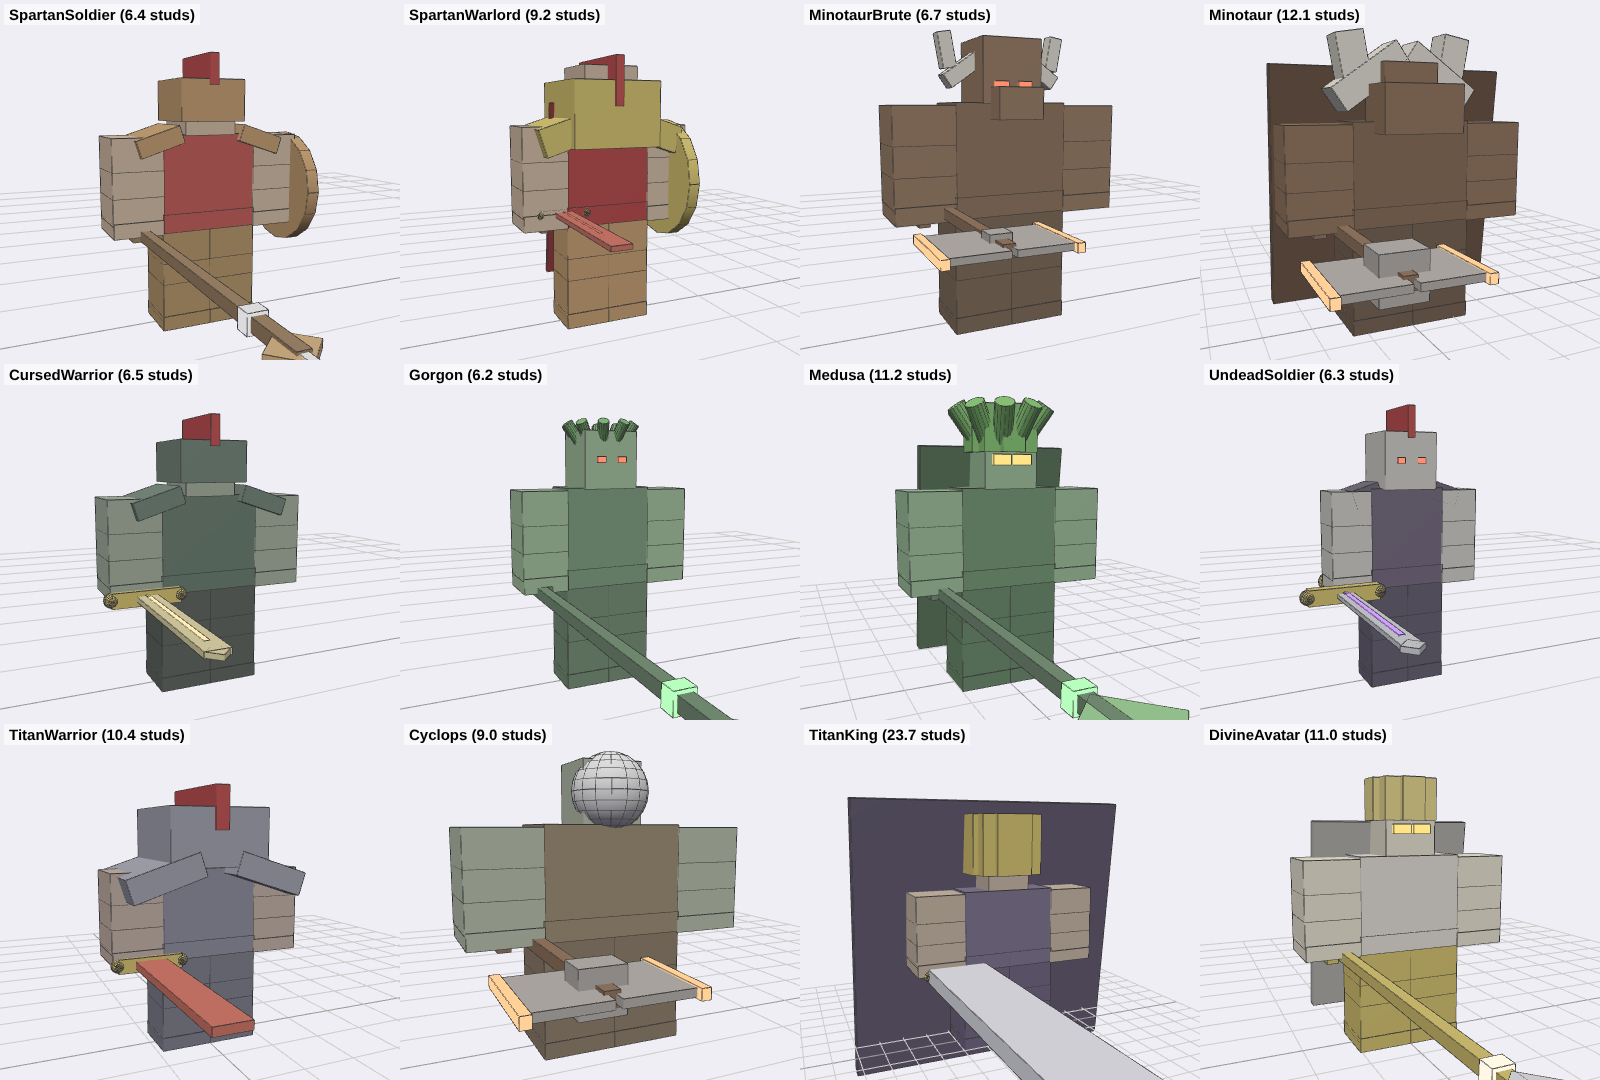 SpartanSoldier (6.4 studs)
SpartanWarlord (9.2 studs)
MinotaurBrute (6.7 studs)
Minotaur (12.1 studs)
CursedWarrior (6.5 studs)
Gorgon (6.2 studs)
Medusa (11.2 studs)
UndeadSoldier (6.3 studs)
TitanWarrior (10.4 studs)
Cyclops (9.0 studs)
TitanKing (23.7 studs)
DivineAvatar (11.0 studs)